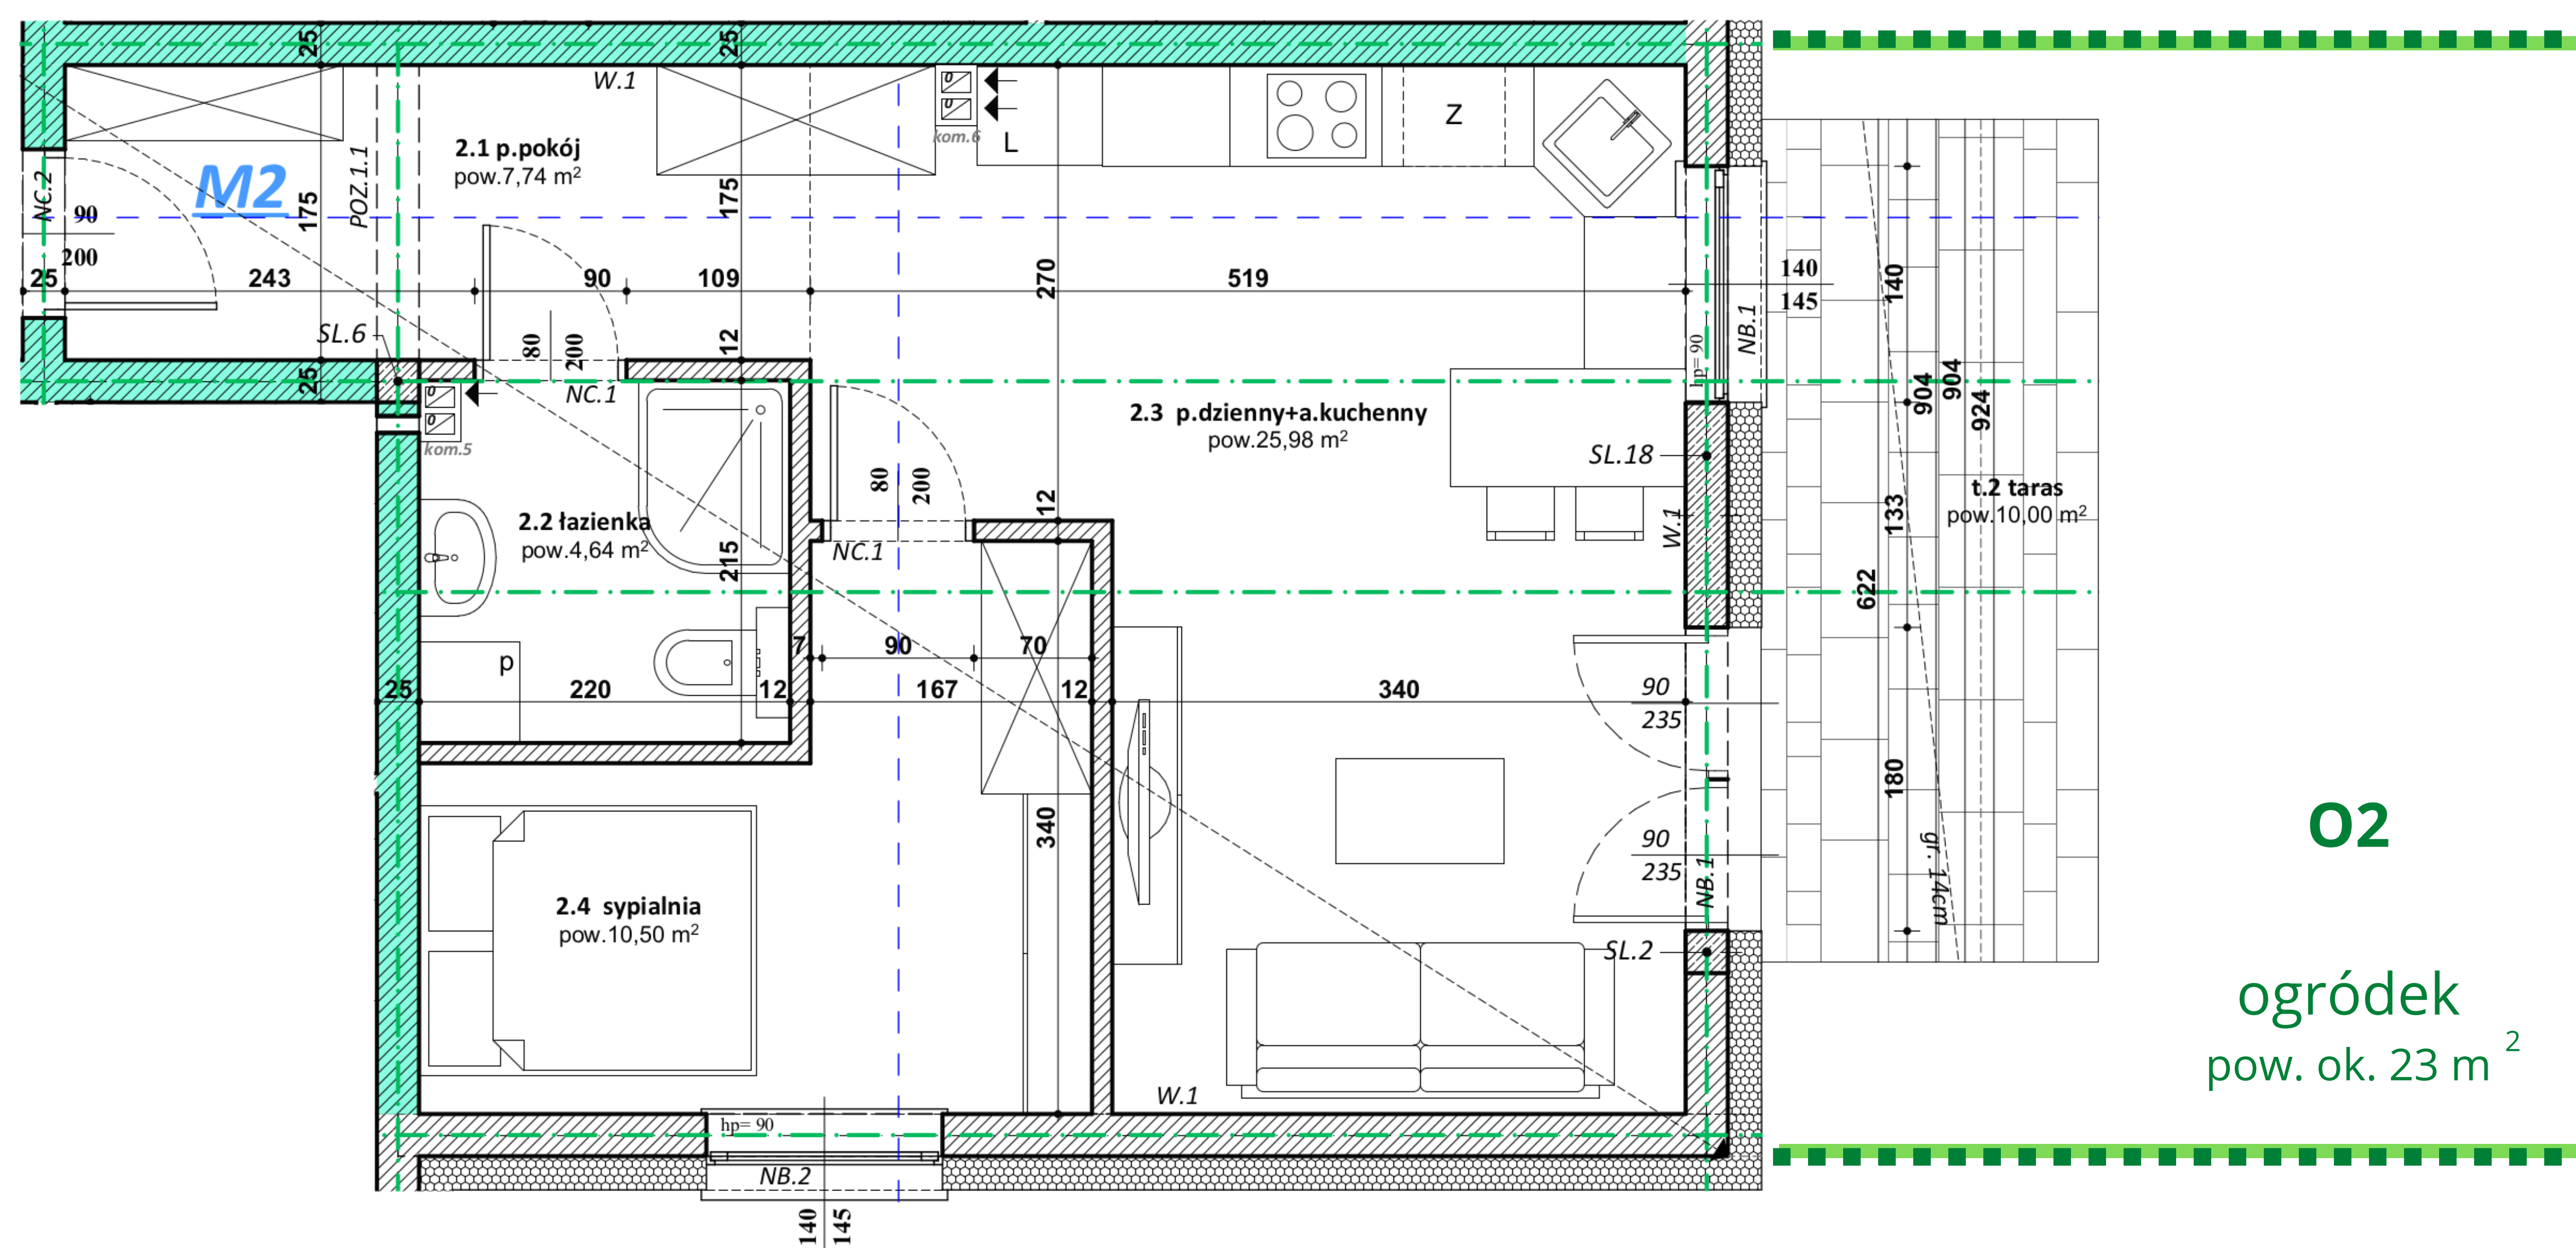 25
25
W.1
kom.6
L
Z
2.1 p.pokój
pow.7,74 m²
POZ.1.1
M2
NC.2
90
200
175
175
25
243
90
109
270
519
140
145
NB.1
hp= 90
140
SL.6
80
200
12
25
NC.1
kom.5
2.3 p.dzienny+a.kuchenny
pow.25,98 m²
904
904
924
SL.18
80
200
12
W.1
133
t.2 taras
pow.10,00 m²
2.2 łazienka
pow.4,64 m²
215
NC.1
622
p
7
90
70
25
220
12
167
12
340
90
235
180
340
90
235
NB.1
gr. 14cm
O2
2.4 sypialnia
pow.10,50 m²
SL.2
ogródek
pow. ok. 23 m²
W.1
hp= 90
NB.2
140
145